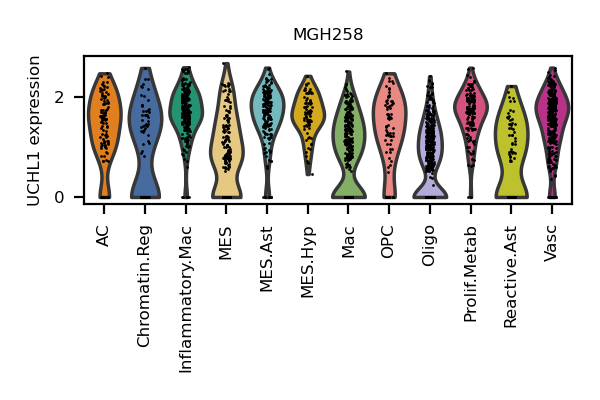 MGH258
UCHL1 expression
2
0
AC
Chromatin.Reg
Inflammatory.Mac
MES
MES.Ast
MES.Hyp
Mac
OPC
Oligo
Prolif.Metab
Reactive.Ast
Vasc